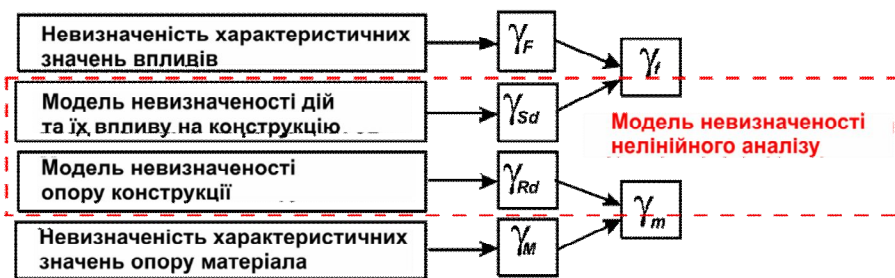 Невизначеність характеристичних
значень впливів
γF
γf
Модель невизначеності дій
та їх впливу на конструкцію
γSd
Модель невизначеності
нелінійного аналізу
Модель невизначеності
опору конструкції
γRd
γm
Невизначеність характеристичних
значень опору матеріала
γM